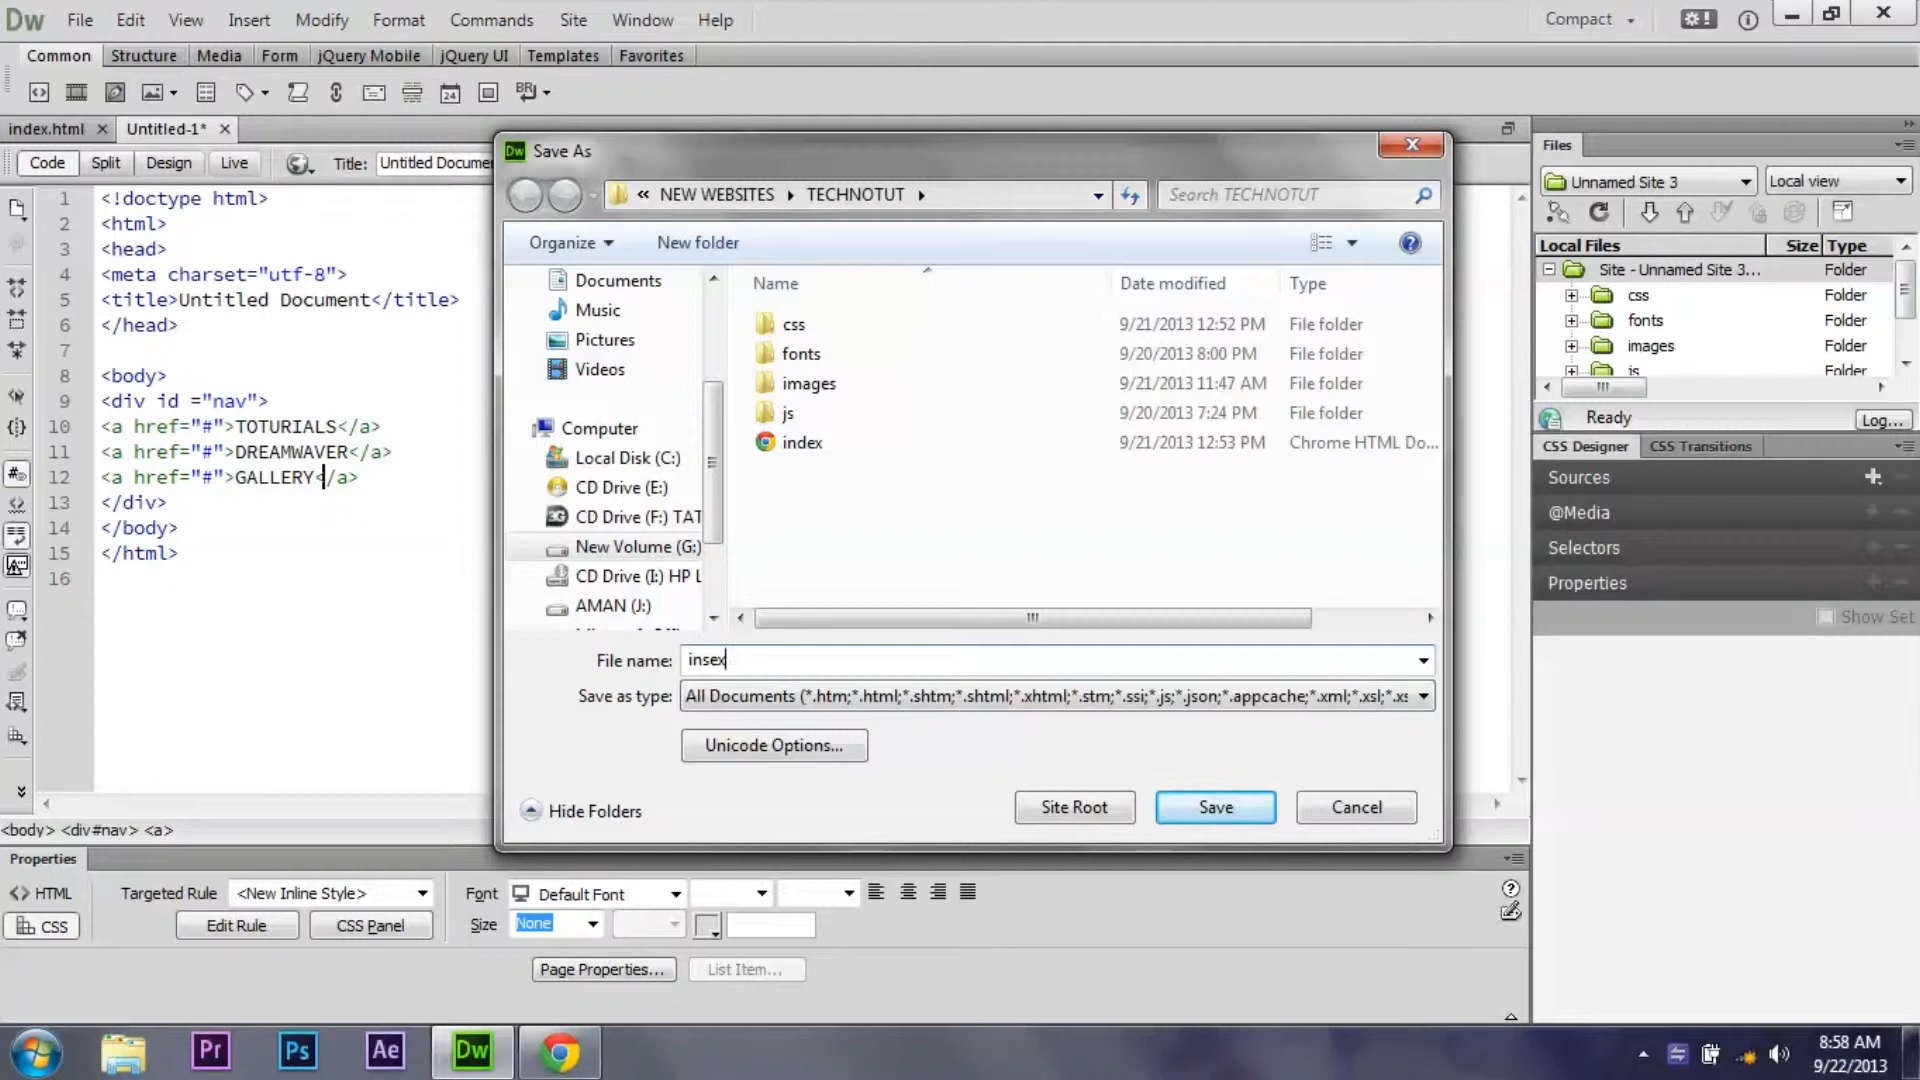 Dw File Edit View Insert Modify Format Commands Site Window Help Compact
Common Structure Media Form jQuery Mobile jQuery UI Templates Favorites
index.html Untitled-1*
Code Split Design Live Title: Untitled Docume
1 <!doctype html>
2 <html>
3 <head>
4 <meta charset="utf-8">
5 <title>Untitled Document</title>
6 </head>
7
8 <body>
9 <div id ="nav">
10 <a href="#">TOTURIALS</a>
11 <a href="#">DREAMWAVER</a>
12 <a href="#">GALLERY</a>
13 </div>
14 </body>
15 </html>
16
<body> <div#nav> <a>
Dw Save As
« NEW WEBSITES TECHNOTUT Search TECHNOTUT
Organize New folder
Documents
Music
Pictures
Videos
Computer
Local Disk (C:)
CD Drive (E:)
CD Drive (F:) TAT
New Volume (G:)
CD Drive (I:) HP L
AMAN (J:)
Name Date modified Type
css 9/21/2013 12:52 PM File folder
fonts 9/20/2013 8:00 PM File folder
images 9/21/2013 11:47 AM File folder
js 9/20/2013 7:24 PM File folder
index 9/21/2013 12:53 PM Chrome HTML Do...
File name: insex
Save as type: All Documents (*.htm;*.html;*.shtm;*.shtml;*.xhtml;*.stm;*.ssi;*.js;*.json;*.appcache;*.xml;*.xsl;*.xs
Unicode Options...
Hide Folders Site Root Save Cancel
Files
Unnamed Site 3 Local view
Local Files Size Type
Site - Unnamed Site 3... Folder
css Folder
fonts Folder
images Folder
js Folder
Ready Log...
CSS Designer CSS Transitions
Sources
@Media
Selectors
Properties
Show Set
Properties
HTML Targeted Rule <New Inline Style> Font Default Font
CSS Edit Rule CSS Panel Size None
Page Properties... List Item...
Pr Ps Ae Dw
8:58 AM
9/22/2013